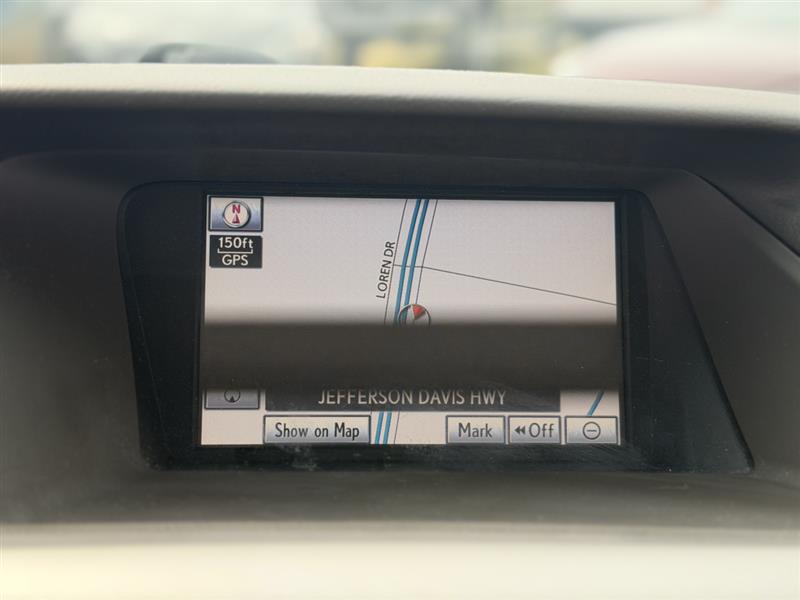 N
150ft
GPS
LOREN DR
JEFFERSON DAVIS HWY
Show on Map
Mark
Off